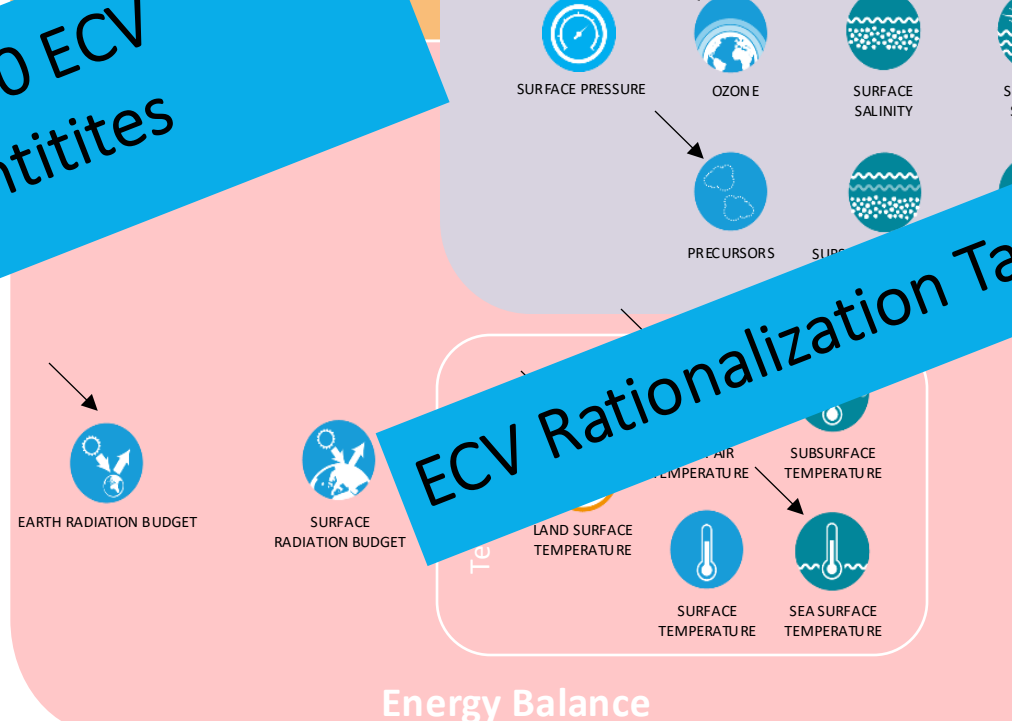 0 ECV
ntitites
SURFACE PRESSURE
OZONE
SURFACE
SALINITY
PRECURSORS
ECV Rationalization Ta
AIR
TEMPERATURE
SUBSURFACE
TEMPERATURE
EARTH RADIATION BUDGET
SURFACE
RADIATION BUDGET
LAND SURFACE
TEMPERATURE
SURFACE
TEMPERATURE
SEA SURFACE
TEMPERATURE
Energy Balance